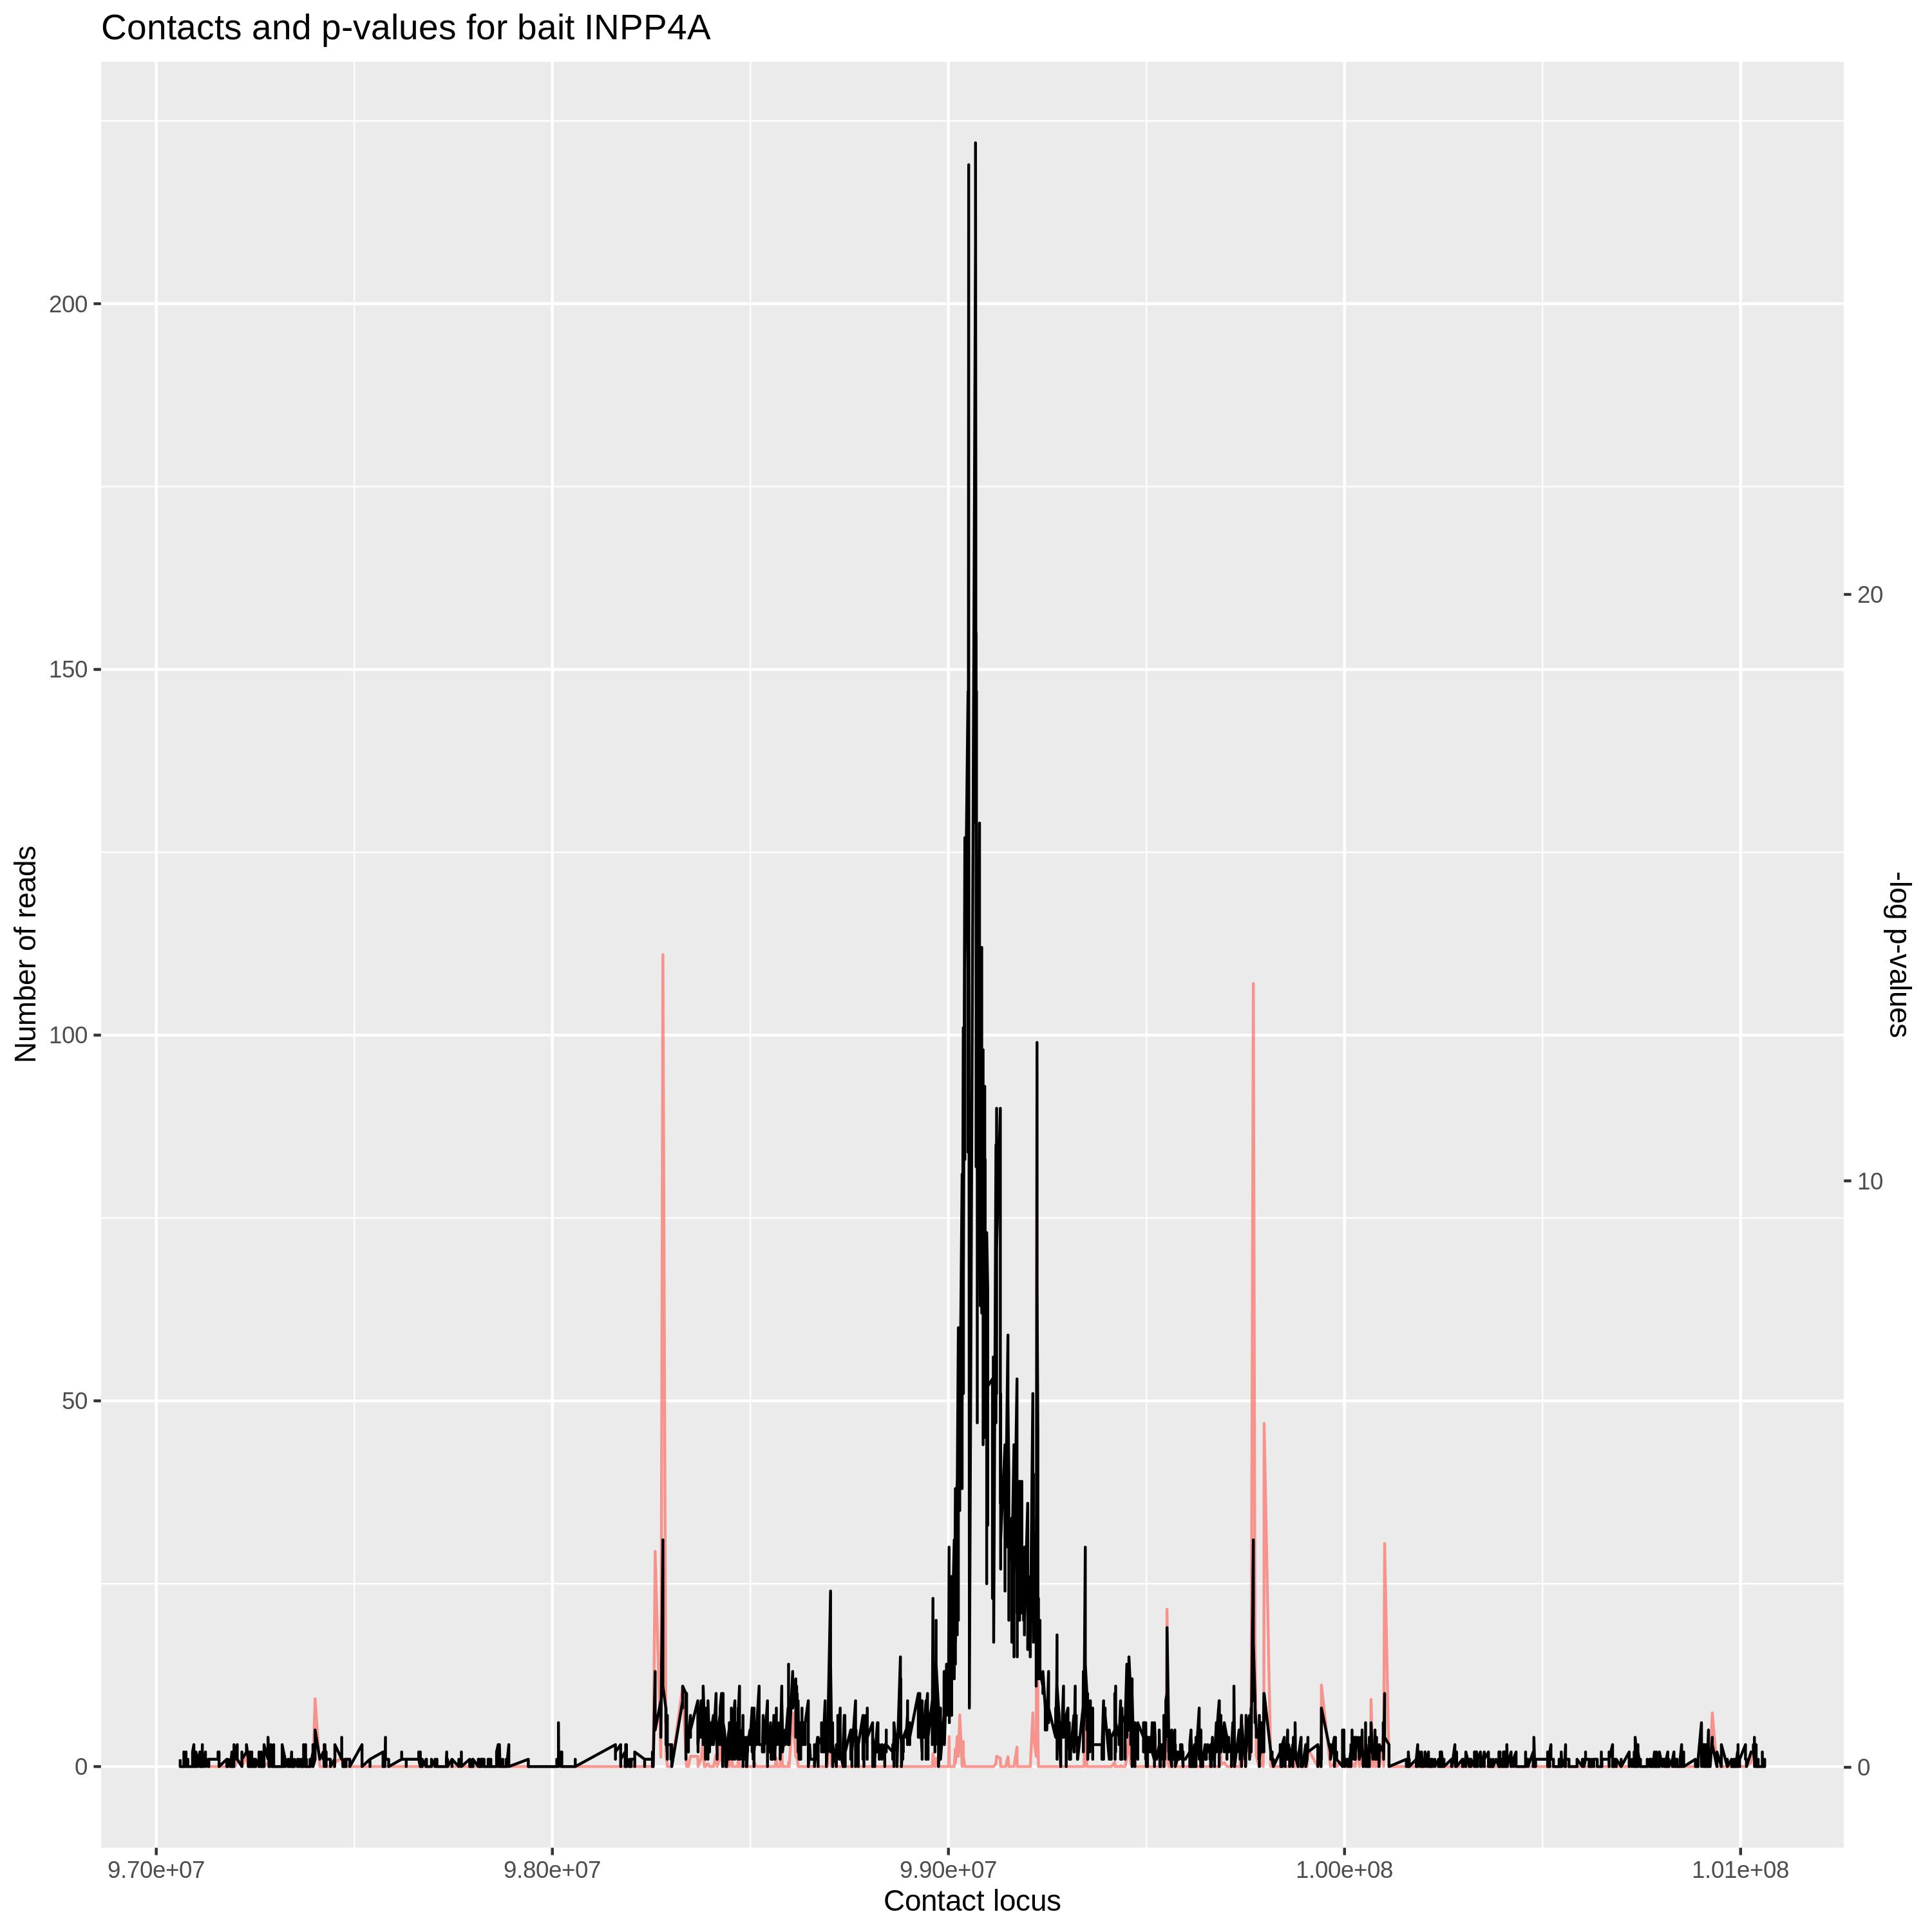 Contacts and p-values for bait INPP4A
200
150
100
50
0
Number of reads
20
10
0
-log p-values
9.70e+07
9.80e+07
9.90e+07
1.00e+08
1.01e+08
Contact locus